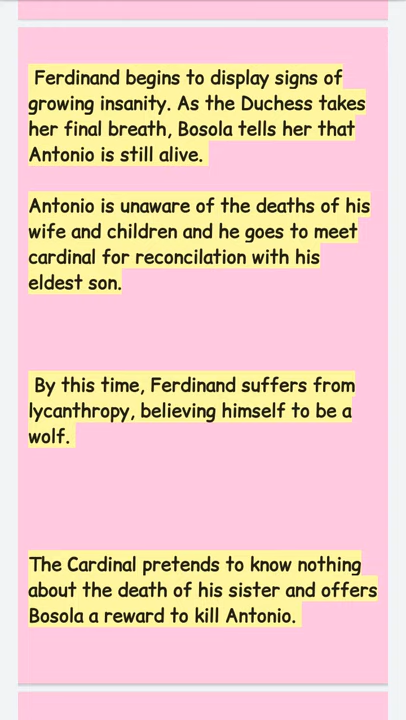 Ferdinand begins to display signs of
growing insanity. As the Duchess takes
her final breath, Bosola tells her that
Antonio is still alive.
Antonio is unaware of the deaths of his
wife and children and he goes to meet
cardinal for reconcilation with his
eldest son.
By this time, Ferdinand suffers from
lycanthropy, believing himself to be a
wolf.
The Cardinal pretends to know nothing
about the death of his sister and offers
Bosola a reward to kill Antonio.